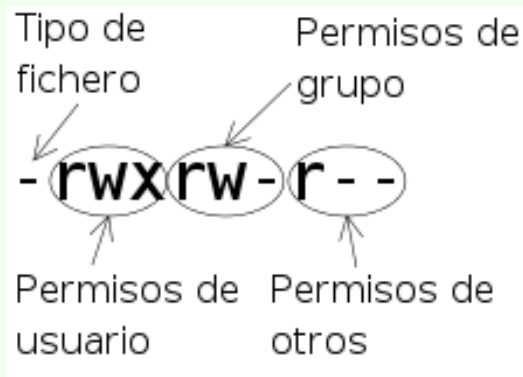 Tipo de
fichero
Permisos de
grupo
-rwxrw-r--
Permisos de
usuario
Permisos de
otros